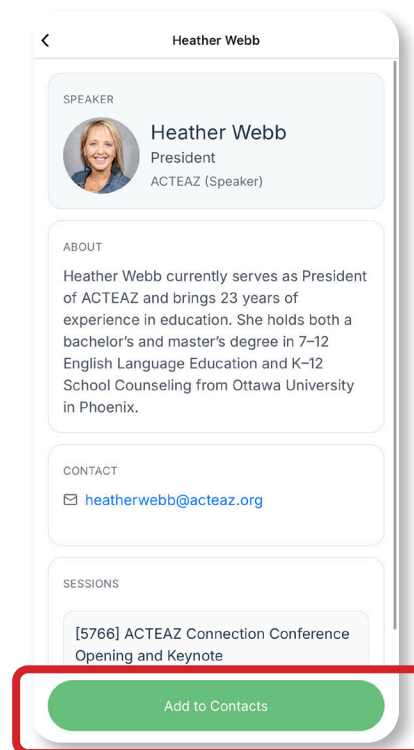 Heather Webb
SPEAKER
Heather Webb
President
ACTEAZ (Speaker)
ABOUT
Heather Webb currently serves as President
of ACTEAZ and brings 23 years of
experience in education. She holds both a
bachelor’s and master’s degree in 7–12
English Language Education and K–12
School Counseling from Ottawa University
in Phoenix.
CONTACT
heatherwebb@acteaz.org
SESSIONS
[5766] ACTEAZ Connection Conference
Opening and Keynote
Add to Contacts